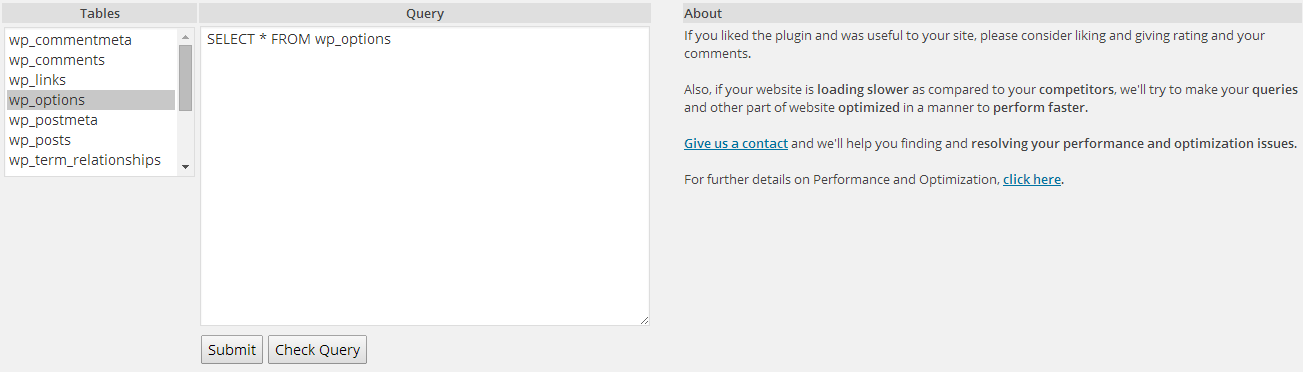 Tables
wp_commentmeta
wp_comments
wp_links
wp_options
wp_postmeta
wp_posts
wp_term_relationships
Query
SELECT * FROM wp_options
Submit
Check Query
About
If you liked the plugin and was useful to your site, please consider liking and giving rating and your
comments.
Also, if your website is loading slower as compared to your competitors, we'll try to make your queries
and other part of website optimized in a manner to perform faster.
Give us a contact and we'll help you finding and resolving your performance and optimization issues.
For further details on Performance and Optimization, click here.